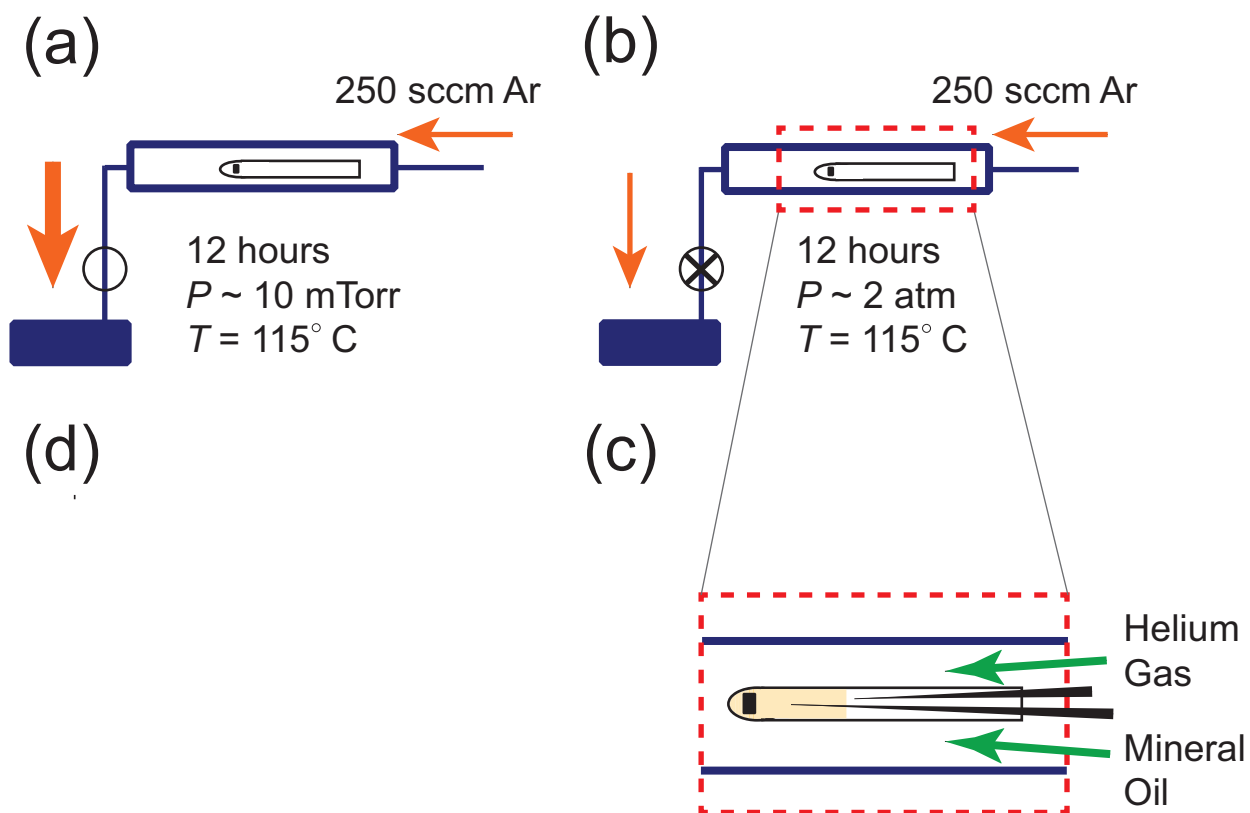 (a)
250 sccm Ar
12 hours
P ~ 10 mTorr
T = 115° C
(b)
250 sccm Ar
12 hours
P ~ 2 atm
T = 115° C
(d)
(c)
Helium
Gas
Mineral
Oil